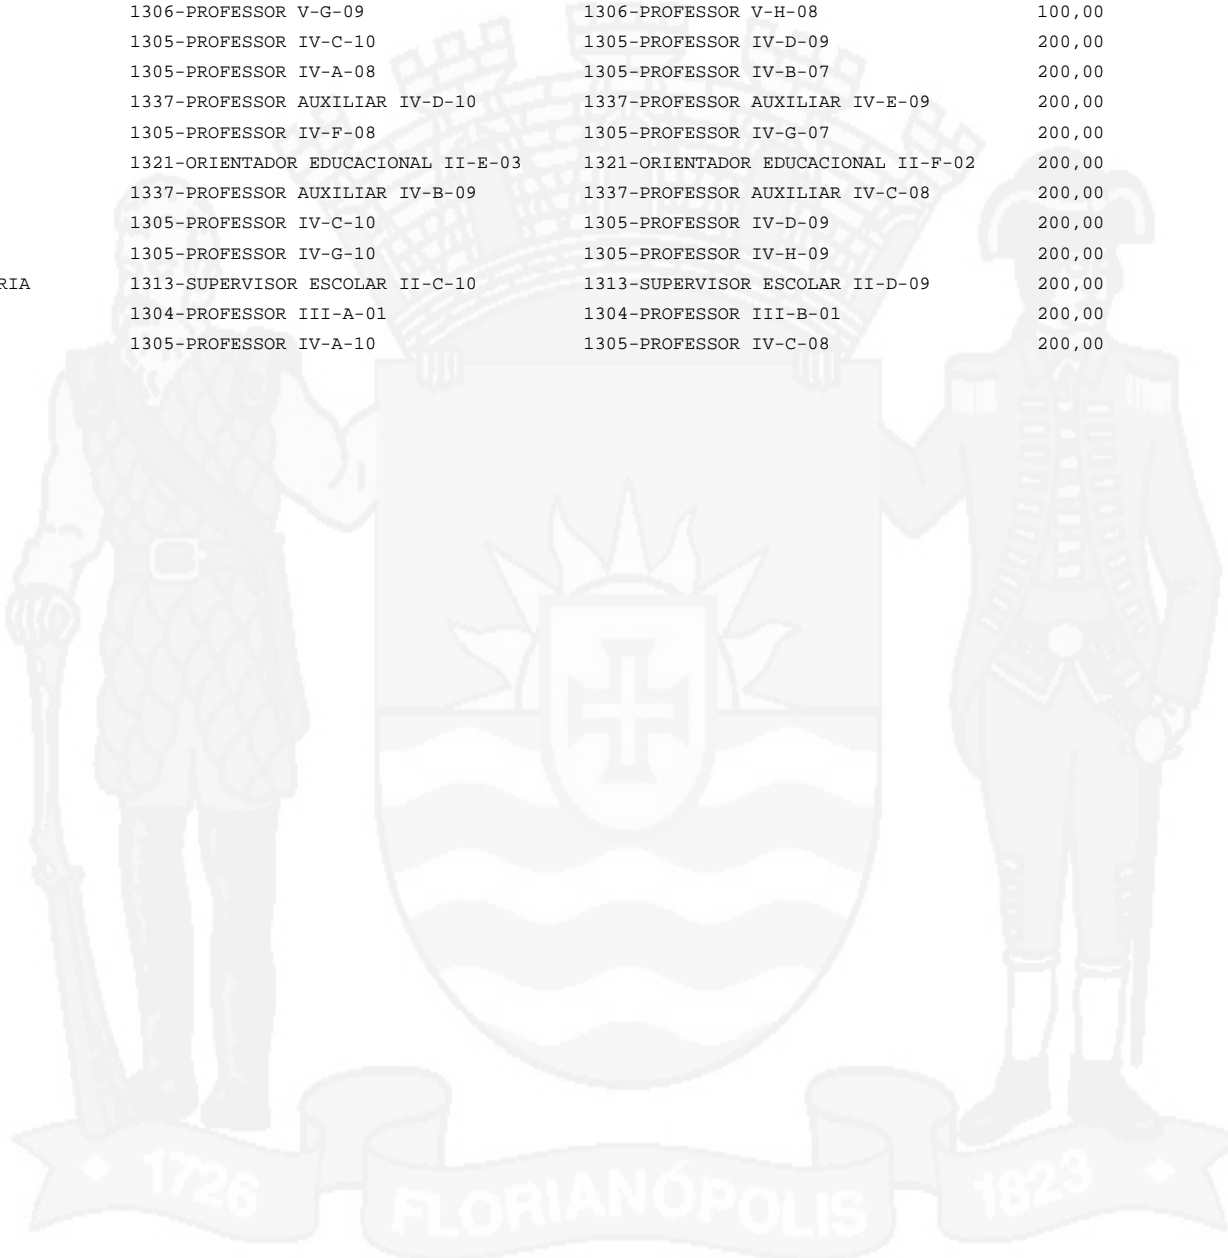 1306-PROFESSOR V-G-09 1306-PROFESSOR V-H-08 100,00
1305-PROFESSOR IV-C-10 1305-PROFESSOR IV-D-09 200,00
1305-PROFESSOR IV-A-08 1305-PROFESSOR IV-B-07 200,00
1337-PROFESSOR AUXILIAR IV-D-10 1337-PROFESSOR AUXILIAR IV-E-09 200,00
1305-PROFESSOR IV-F-08 1305-PROFESSOR IV-G-07 200,00
1321-ORIENTADOR EDUCACIONAL II-E-03 1321-ORIENTADOR EDUCACIONAL II-F-02 200,00
1337-PROFESSOR AUXILIAR IV-B-09 1337-PROFESSOR AUXILIAR IV-C-08 200,00
1305-PROFESSOR IV-C-10 1305-PROFESSOR IV-D-09 200,00
1305-PROFESSOR IV-G-10 1305-PROFESSOR IV-H-09 200,00
RIA 1313-SUPERVISOR ESCOLAR II-C-10 1313-SUPERVISOR ESCOLAR II-D-09 200,00
1304-PROFESSOR III-A-01 1304-PROFESSOR III-B-01 200,00
1305-PROFESSOR IV-A-10 1305-PROFESSOR IV-C-08 200,00
1726 FLORIANÓPOLIS 1823